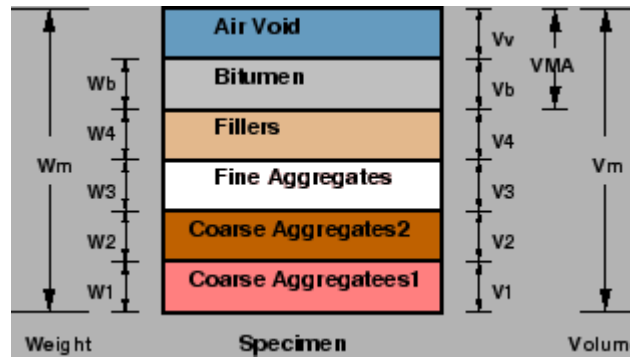 Air Void
Vv
VMA
Wb
Bitumen
Vb
W4
Fillers
V4
Wm
Vm
W3
Fine Aggregates
V3
W2
Coarse Aggregates2
V2
W1
Coarse Aggregatees1
V1
Weight
Specimen
Volume